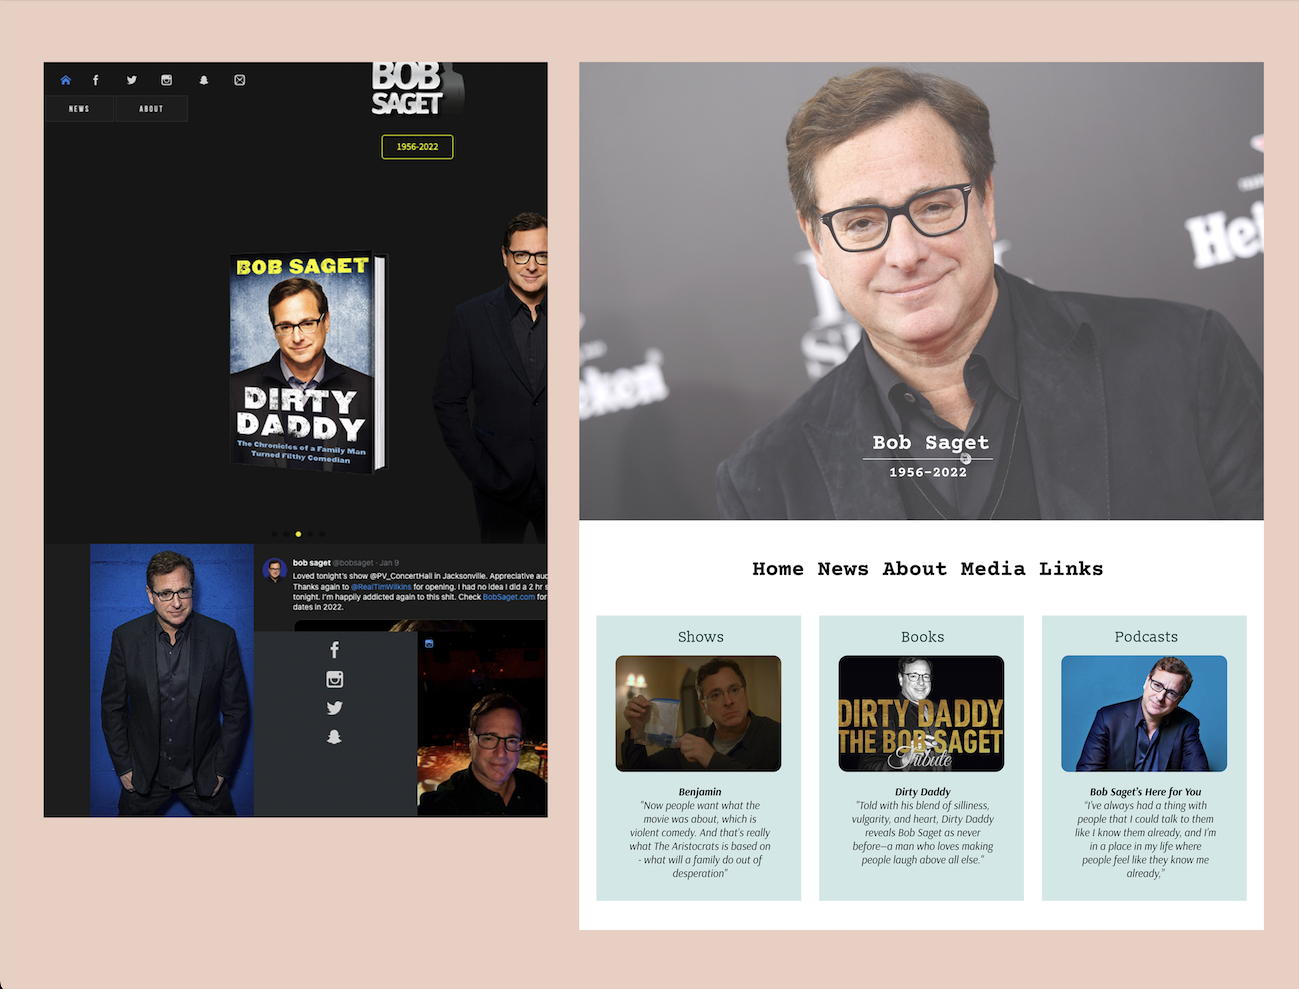 NEWS
ABOUT
BOB
SAGET
1956-2022
BOB SAGET
DIRTY
DADDY
The Chronicles of a Family Man
Turned Filthy Comedian
bob saget @bobsaget · Jan 9
Loved tonight's show @PV_ConcertHall in Jacksonville. Appreciative
Thanks again to @RealTimWilkins for opening. I had no idea I did a 2 hr
tonight. I'm happily addicted again to this shit. Check BobSaget.com for
dates in 2022.
Heineken
Bob Saget
1956-2022
Home News About Media Links
Shows
Benjamin
"Now people want what the
movie was about, which is
violent comedy. And that's really
what The Aristocrats is based on
- what will a family do out of
desperation"
Books
DIRTY DADDY
THE BOB SAGET
Tribute
Dirty Daddy
"Told with his blend of silliness,
vulgarity, and heart, Dirty Daddy
reveals Bob Saget as never
before—a man who loves making
people laugh above all else."
Podcasts
Bob Saget's Here for You
"I've always had a thing with
people that I could talk to them
like I know them already, and I'm
in a place in my life where
people feel like they know me
already,"